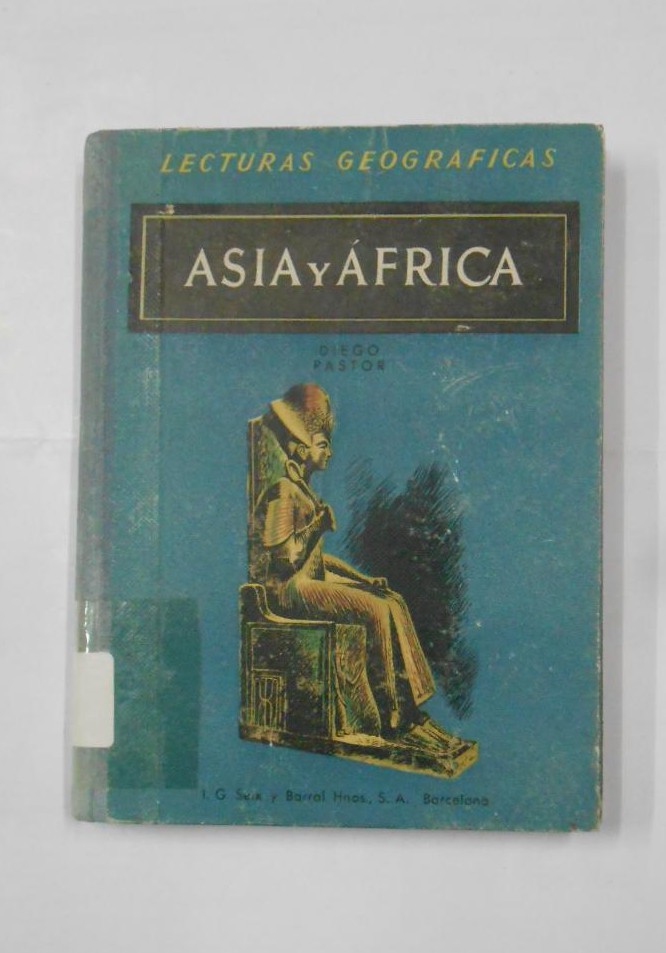 LECTURAS GEOGRAFICAS
ASIA Y ÁFRICA
DIEGO
PASTOR
I. G. Seix y Barral Hnos., S. A. Barcelona